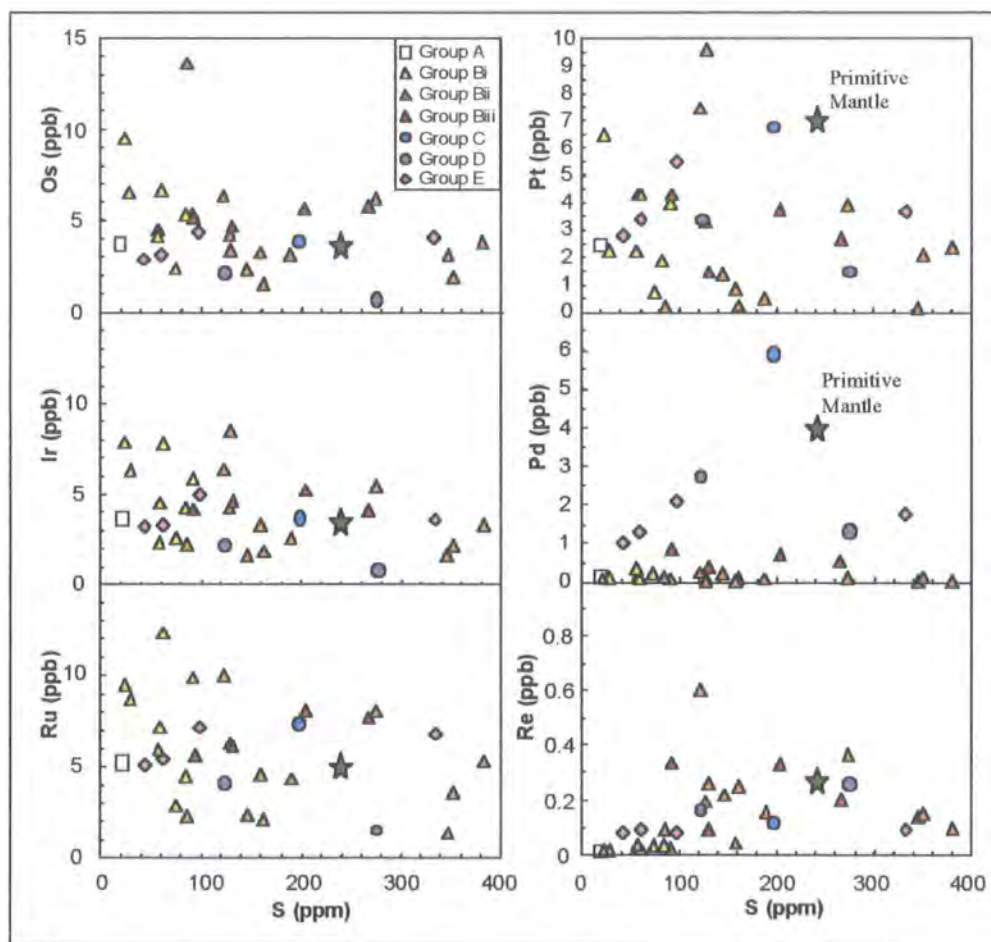 15
10
5
0
Os (ppb)
Group A
Group Bi
Group Bii
Group Biii
Group C
Group D
Group E
10
9
8
7
6
5
4
3
2
1
0
Pt (ppb)
Primitive
Mantle
10
5
0
Ir (ppb)
6
5
4
3
2
1
0
Pd (ppb)
Primitive
Mantle
10
5
0
Ru (ppb)
0 100 200 300 400
S (ppm)
0.8
0.6
0.4
0.2
0
Re (ppb)
0 100 200 300 400
S (ppm)